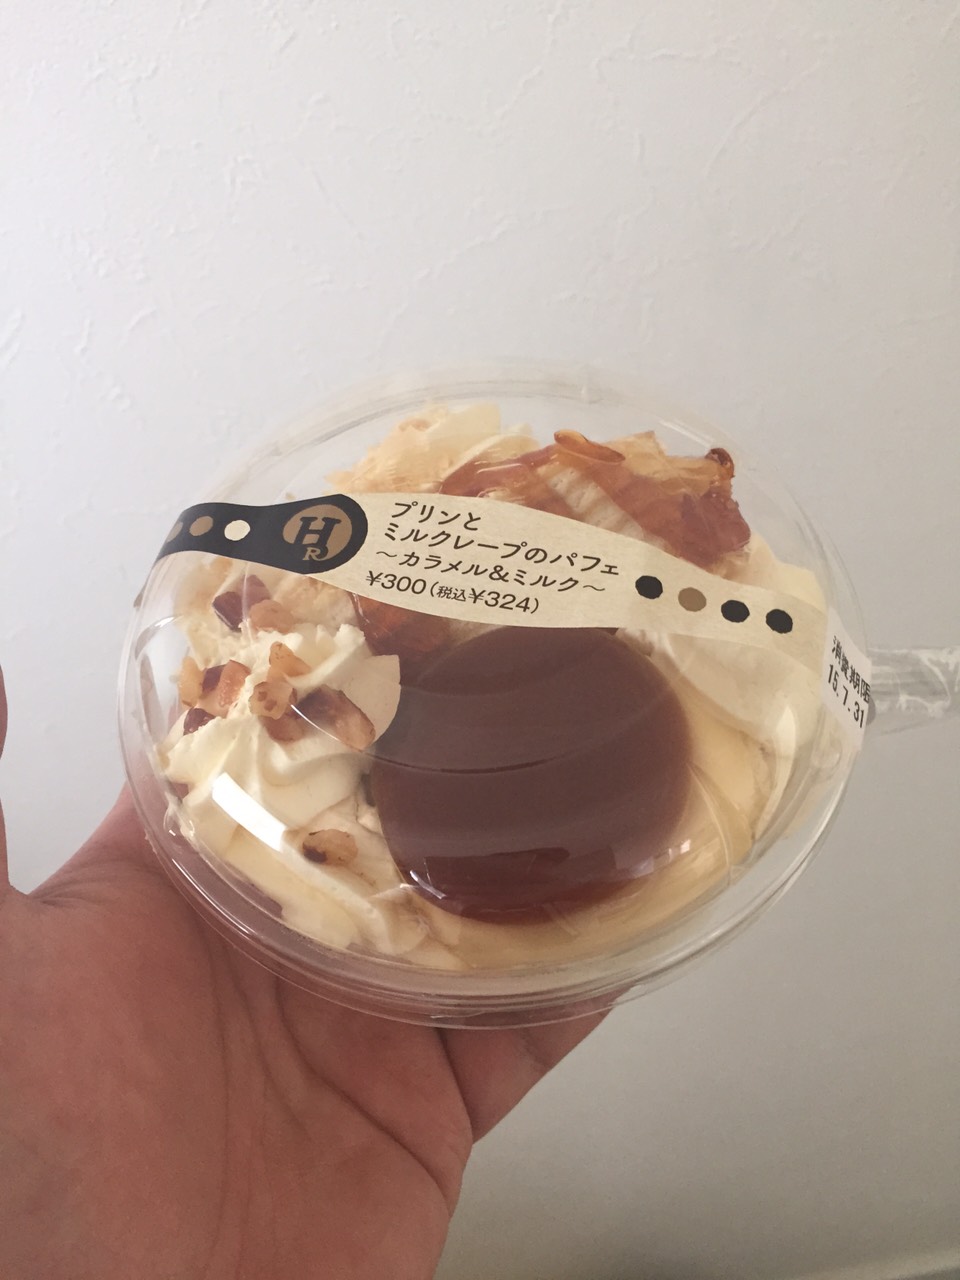 HR
プリンと
ミルクレープのパフェ
～カラメル&ミルク～
¥300(税込¥324)
消費期限
15.7.31